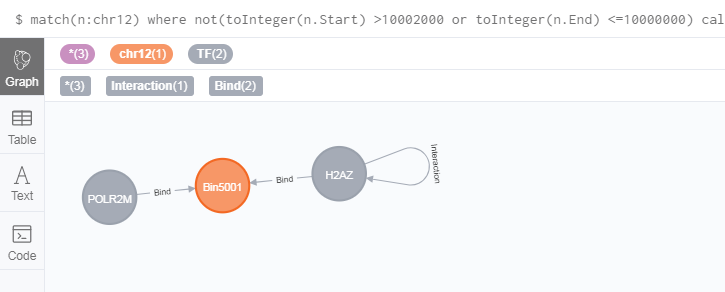 $ match(n:chr12) where not(toInteger(n.Start) >10002000 or toInteger(n.End) <=10000000) cal
*(3) chr12(1) TF(2)
Graph
*(3) Interaction(1) Bind(2)
Table
Text
Code
POLR2M
Bind
Bin5001
Bind
H2AZ
Interaction